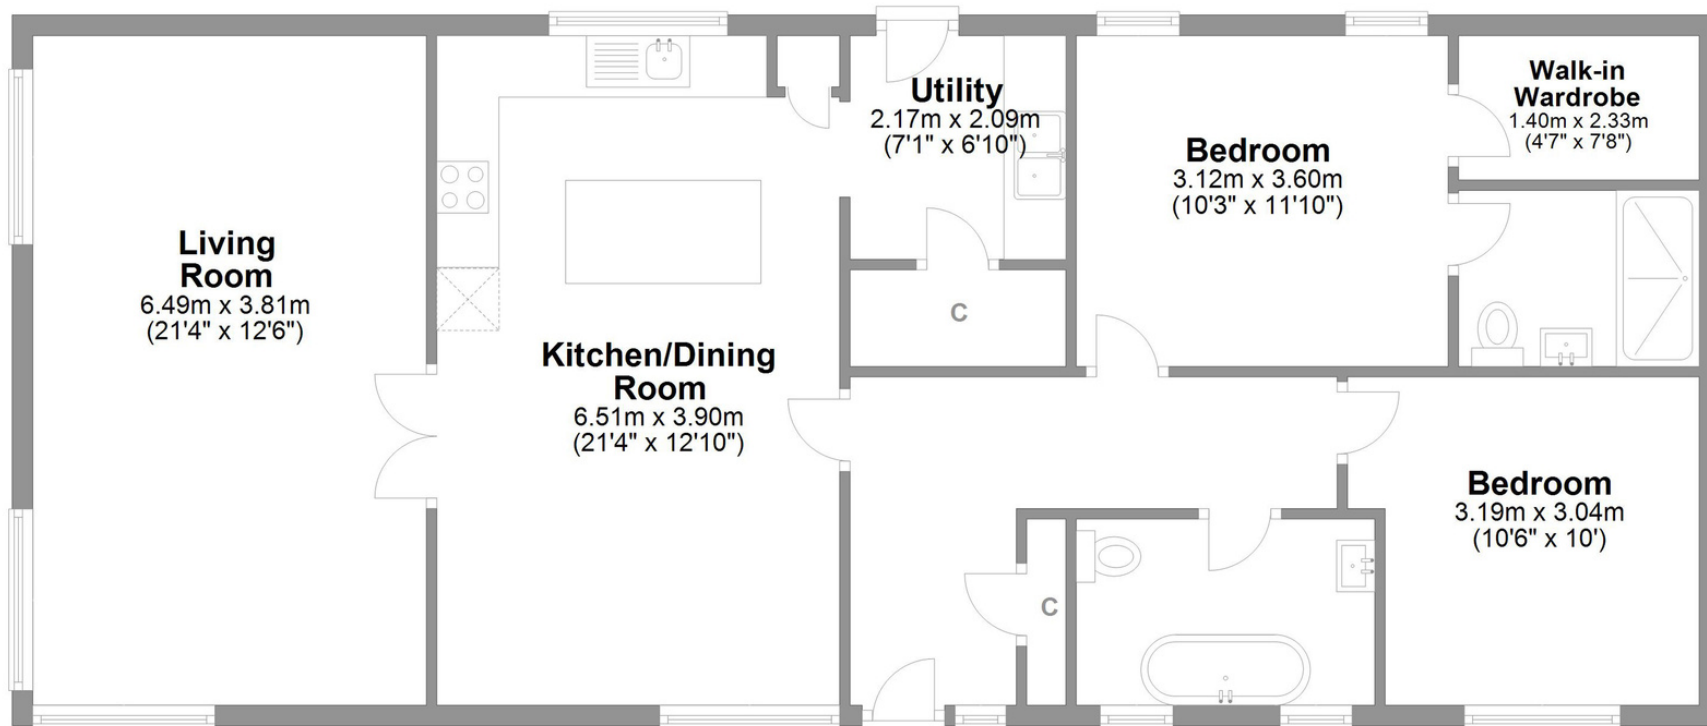 Living
Room
6.49m x 3.81m
(21'4" x 12'6")
Kitchen/Dining
Room
6.51m x 3.90m
(21'4" x 12'10")
Utility
2.17m x 2.09m
(7'1" x 6'10")
C
Bedroom
3.12m x 3.60m
(10'3" x 11'10")
Walk-in
Wardrobe
1.40m x 2.33m
(4'7" x 7'8")
Bedroom
3.19m x 3.04m
(10'6" x 10')
C